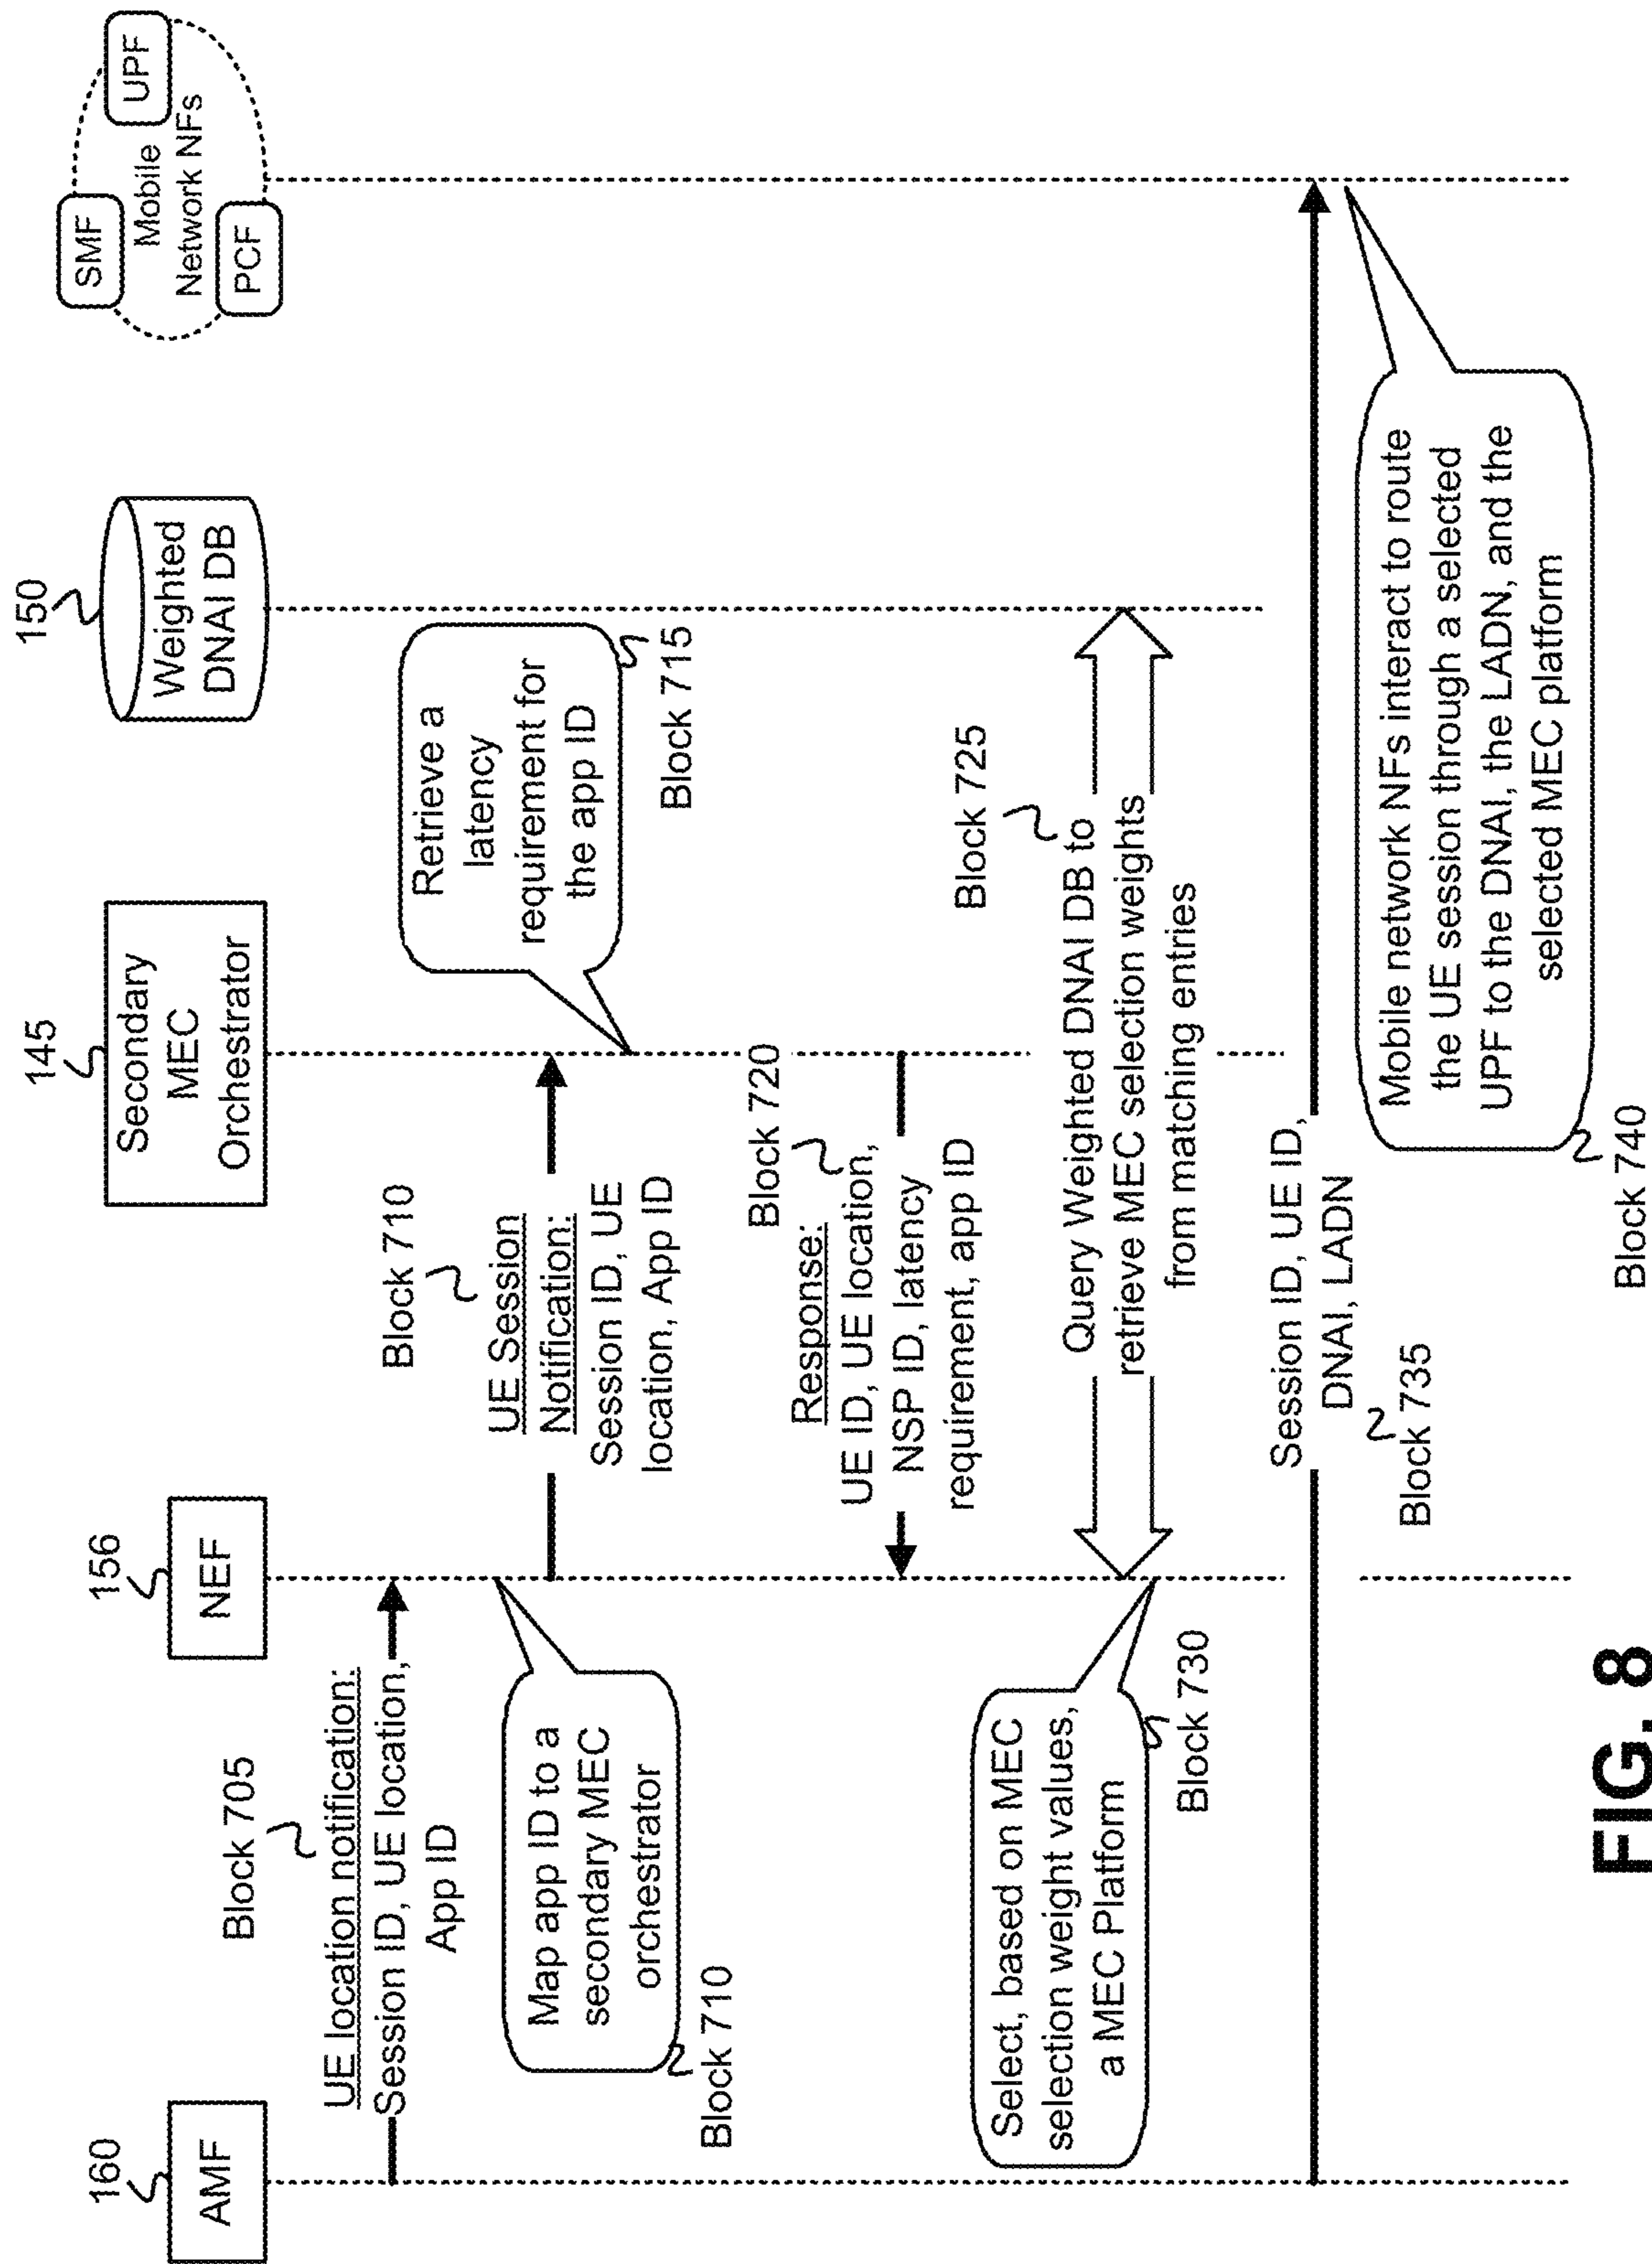 160
AMF
156
NEF
145
Secondary
MEC
Orchestrator
150
Weighted
DNAI DB
SMF
UPF
Mobile
Network NFs
PCF
Block 705
UE location notification:
Session ID, UE location,
App ID
Map app ID to a
secondary MEC
orchestrator
Block 710
Block 710
UE Session
Notification:
Session ID, UE
location, App ID
Retrieve a
latency
requirement for
the app ID
Block 715
Block 720
Response:
UE ID, UE location,
NSP ID, latency
requirement, app ID
Block 725
Query Weighted DNAI DB to
retrieve MEC selection weights
from matching entries
Select, based on MEC
selection weight values,
a MEC Platform
Block 730
Session ID, UE ID,
DNAI, LADN
Block 735
Mobile network NFs interact to route
the UE session through a selected
UPF to the DNAI, the LADN, and the
selected MEC platform
Block 740
FIG. 8